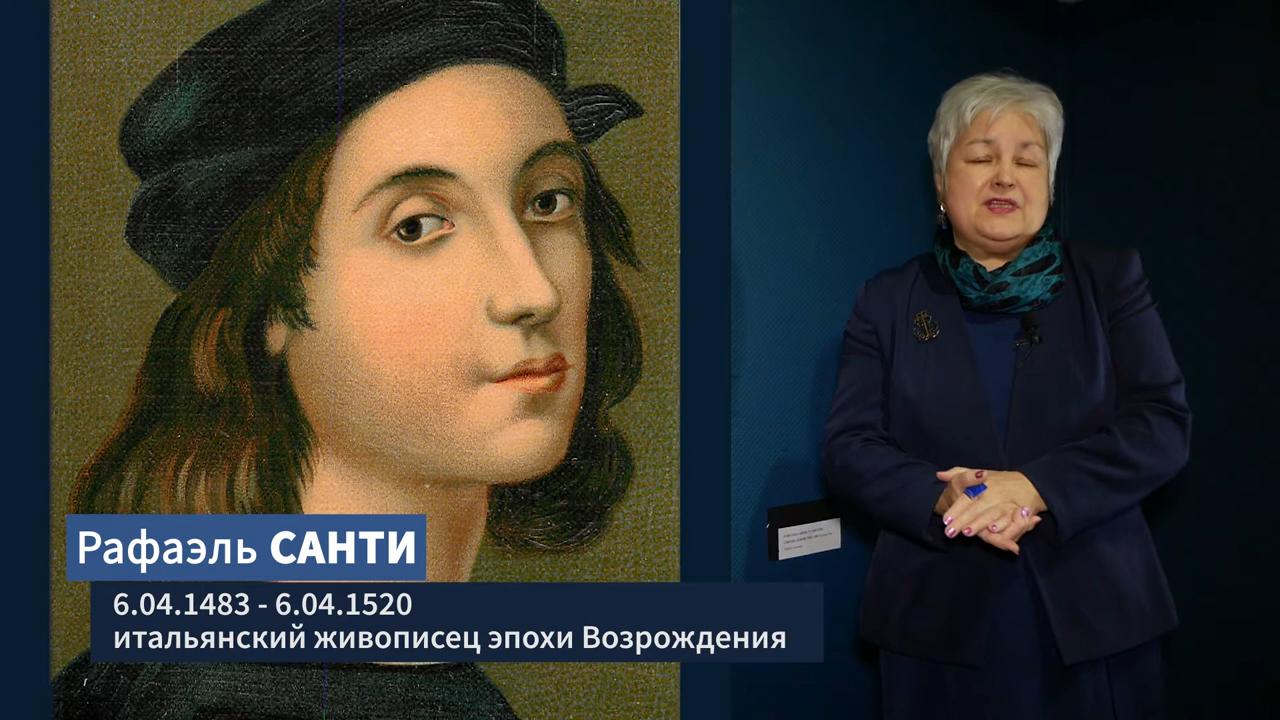 Рафаэль САНТИ
6.04.1483 - 6.04.1520
итальянский живописец эпохи Возрождения